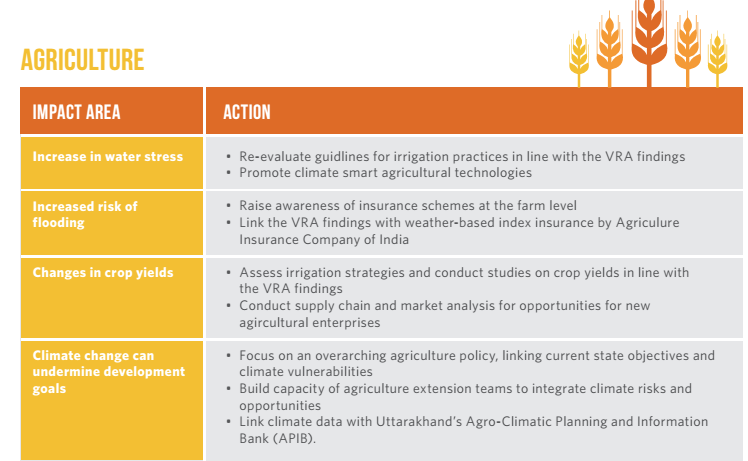 AGRICULTURE
IMPACT AREA
ACTION
Increase in water stress
• Re-evaluate guidlines for irrigation practices in line with the VRA findings
• Promote climate smart agricultural technologies
Increased risk of
flooding
• Raise awareness of insurance schemes at the farm level
• Link the VRA findings with weather-based index insurance by Agriculure
Insurance Company of India
Changes in crop yields
• Assess irrigation strategies and conduct studies on crop yields in line with
the VRA findings
• Conduct supply chain and market analysis for opportunities for new
agircultural enterprises
Climate change can
undermine development
goals
• Focus on an overarching agriculture policy, linking current state objectives and
climate vulnerabilities
• Build capacity of agriculture extension teams to integrate climate risks and
opportunities
• Link climate data with Uttarakhand's Agro-Climatic Planning and Information
Bank (APIB).